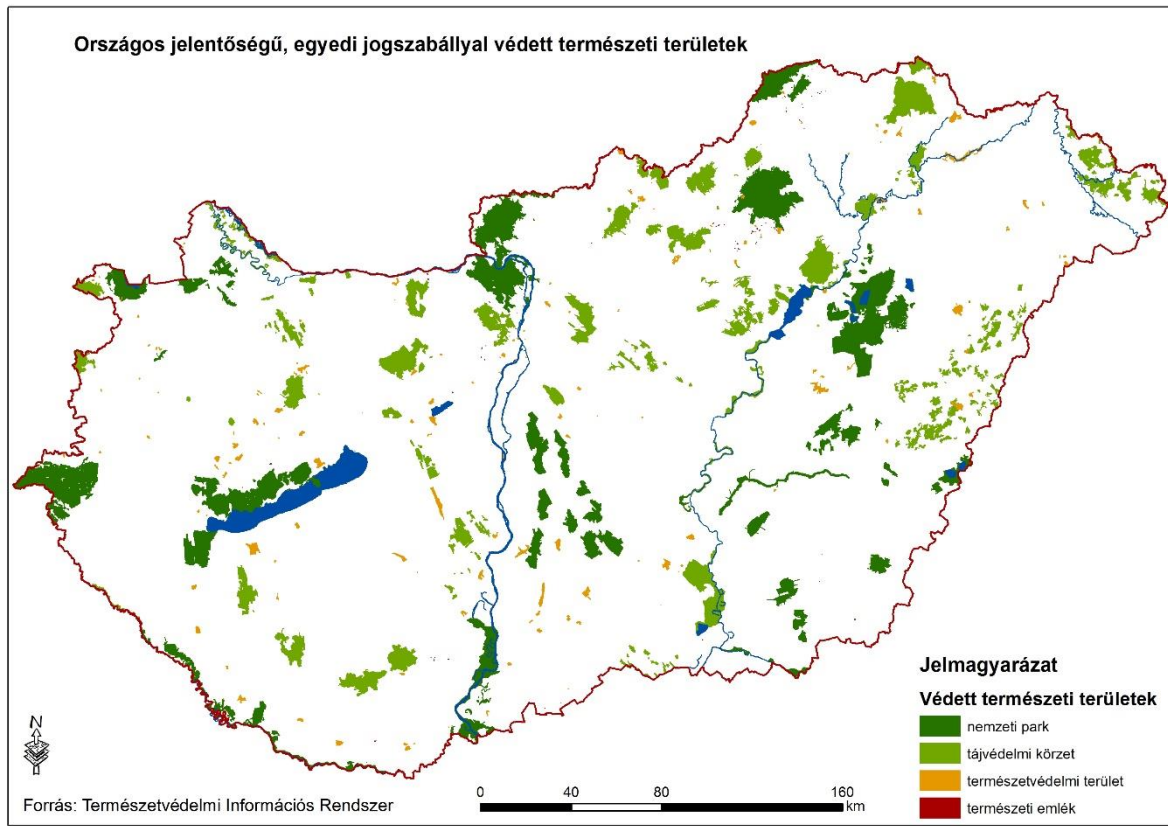 Országos jelentőségű, egyedi jogszabállyal védett természeti területek
Jelmagyarázat
Védett természeti területek
nemzeti park
tájvédelmi körzet
természetvédelmi terület
természeti emlék
N
Forrás: Természetvédelmi Információs Rendszer
0 40 80 160
km